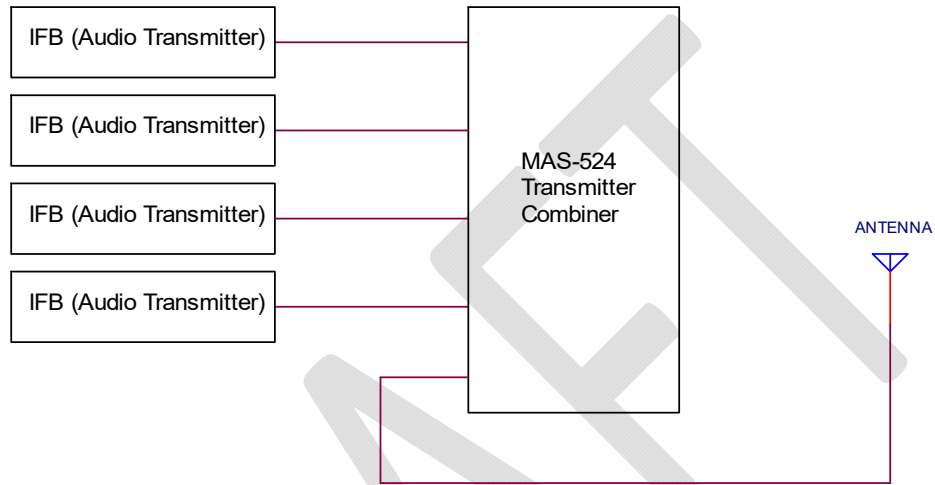 IFB (Audio Transmitter)
IFB (Audio Transmitter)
IFB (Audio Transmitter)
IFB (Audio Transmitter)
MAS-524
Transmitter
Combiner
ANTENNA